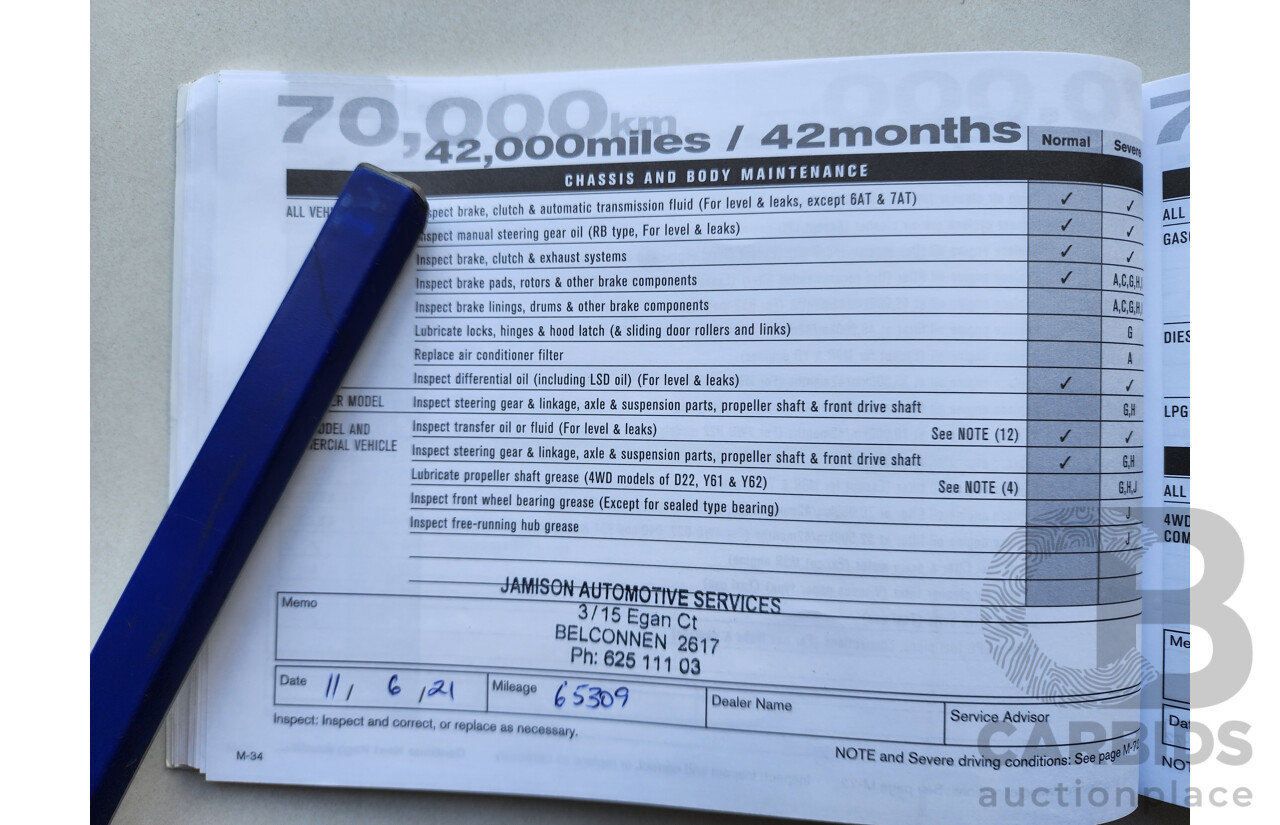 70,000km
42,000miles / 42months
Normal
Severe
CHASSIS AND BODY MAINTENANCE
ALL
Inspect brake, clutch & automatic transmission fluid (For level & leaks, except 6AT & 7AT) ✓ ✓
Inspect manual steering gear oil (RB type, For level & leaks) ✓ ✓
Inspect brake, clutch & exhaust systems ✓ ✓
Inspect brake pads, rotors & other brake components ✓ A,C,G,H,
Inspect brake linings, drums & other brake components A,C,G,H,
Lubricate locks, hinges & hood latch (& sliding door rollers and links) G
Replace air conditioner filter A
Inspect differential oil (including LSD oil) (For level & leaks) ✓ ✓
MODEL Inspect steering gear & linkage, axle & suspension parts, propeller shaft & front drive shaft G,H
AND
VEHICLE
Inspect transfer oil or fluid (For level & leaks) See NOTE (12) ✓ ✓
Inspect steering gear & linkage, axle & suspension parts, propeller shaft & front drive shaft ✓ G,H
Lubricate propeller shaft grease (4WD models of D22, Y61 & Y62) See NOTE (4) G,H,J
Inspect front wheel bearing grease (Except for sealed type bearing) J
Inspect free-running hub grease J
JAMISON AUTOMOTIVE SERVICES
3/15 Egan Ct
BELCONNEN 2617
Ph: 625 111 03
Memo
Date 11, 6,21 Mileage 65309 Dealer Name Service Advisor
Inspect: Inspect and correct, or replace as necessary.
NOTE and Severe driving conditions: See page M-72
M-34
7
ALL
GAS
DIES
LPG
ALL
4WD
COM
Me
Da
NOT
CARBIDS
auctionplace